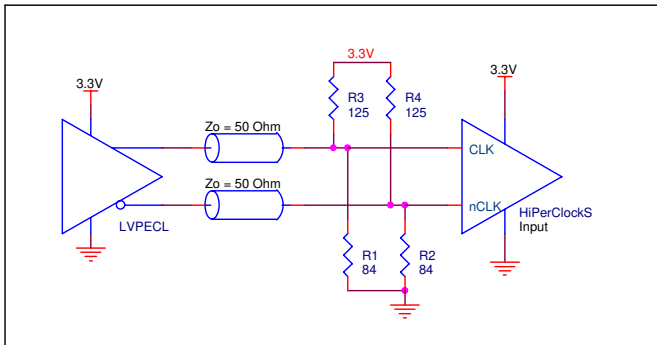 3.3V
3.3V
3.3V
R3
125
R4
125
Zo = 50 Ohm
CLK
Zo = 50 Ohm
nCLK
LVPECL
HiPerClockS
Input
R1
84
R2
84